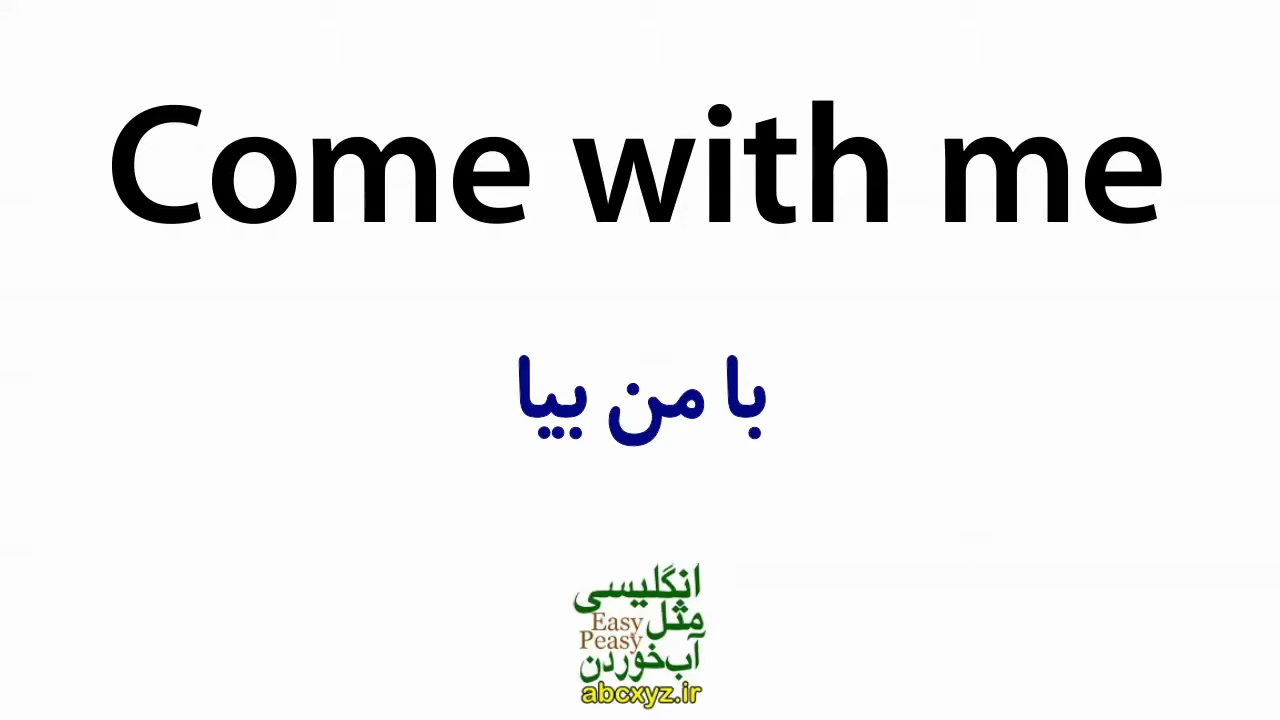 Come with me
با من بیا
انگلیسی
مثل Easy
Peasy
آب‌خوردن
abcxyz.ir